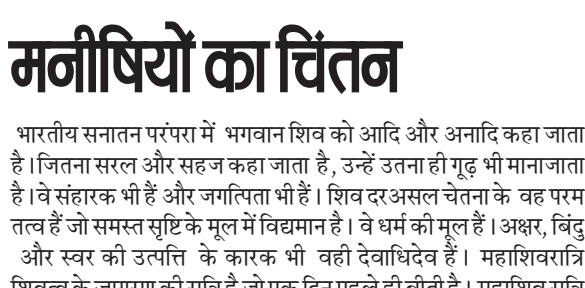 मनीषियों का चिंतन
भारतीय सनातन परंपरा में भगवान शिव को आदि और अनादि कहा जाता
है।जितना सरल और सहज कहा जाता है, उन्हें उतना ही गूढ़ भी मानाजाता
है।वे संहारक भी हैं और जगत्पिता भी हैं। शिव दरअसल चेतना के वह परम
तत्व हैं जो समस्त सृष्टि के मूल में विद्यमान है। वे धर्म की मूल हैं।अक्षर, बिंदु
और स्वर की उत्पत्ति के कारक भी वही देवाधिदेव हैं। महाशिवरात्रि